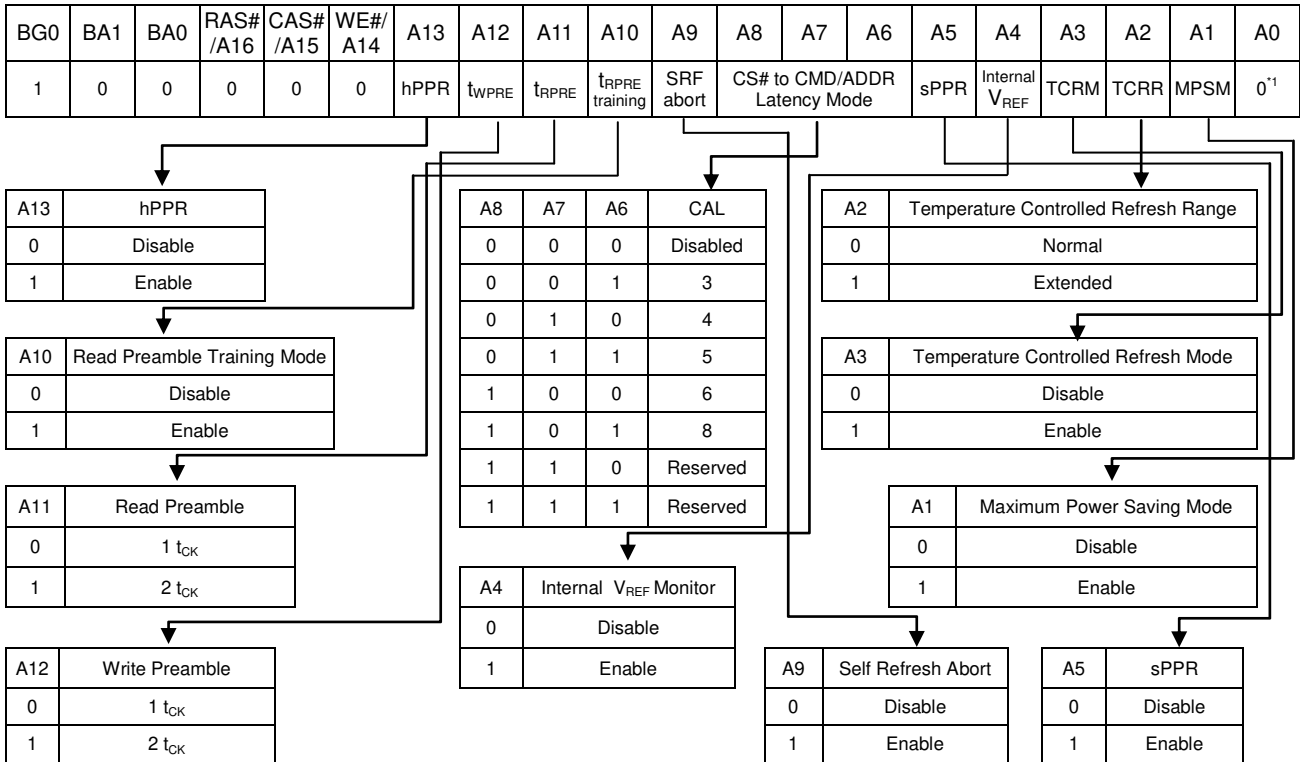 BG0 BA1 BA0 RAS# /A16 CAS# /A15 WE#/ A14 A13 A12 A11 A10 A9 A8 A7 A6 A5 A4 A3 A2 A1 A0
1 0 0 0 0 0 hPPR tWPRE tRPRE tRPRE training SRF abort CS# to CMD/ADDR Latency Mode sPPR Internal VREF TCRM TCRR MPSM 0*1
A13 hPPR
0 Disable
1 Enable
A10 Read Preamble Training Mode
0 Disable
1 Enable
A11 Read Preamble
0 1 tCK
1 2 tCK
A12 Write Preamble
0 1 tCK
1 2 tCK
A8 A7 A6 CAL
0 0 0 Disabled
0 0 1 3
0 1 0 4
0 1 1 5
1 0 0 6
1 0 1 8
1 1 0 Reserved
1 1 1 Reserved
A4 Internal VREF Monitor
0 Disable
1 Enable
A2 Temperature Controlled Refresh Range
0 Normal
1 Extended
A3 Temperature Controlled Refresh Mode
0 Disable
1 Enable
A1 Maximum Power Saving Mode
0 Disable
1 Enable
A9 Self Refresh Abort
0 Disable
1 Enable
A5 sPPR
0 Disable
1 Enable